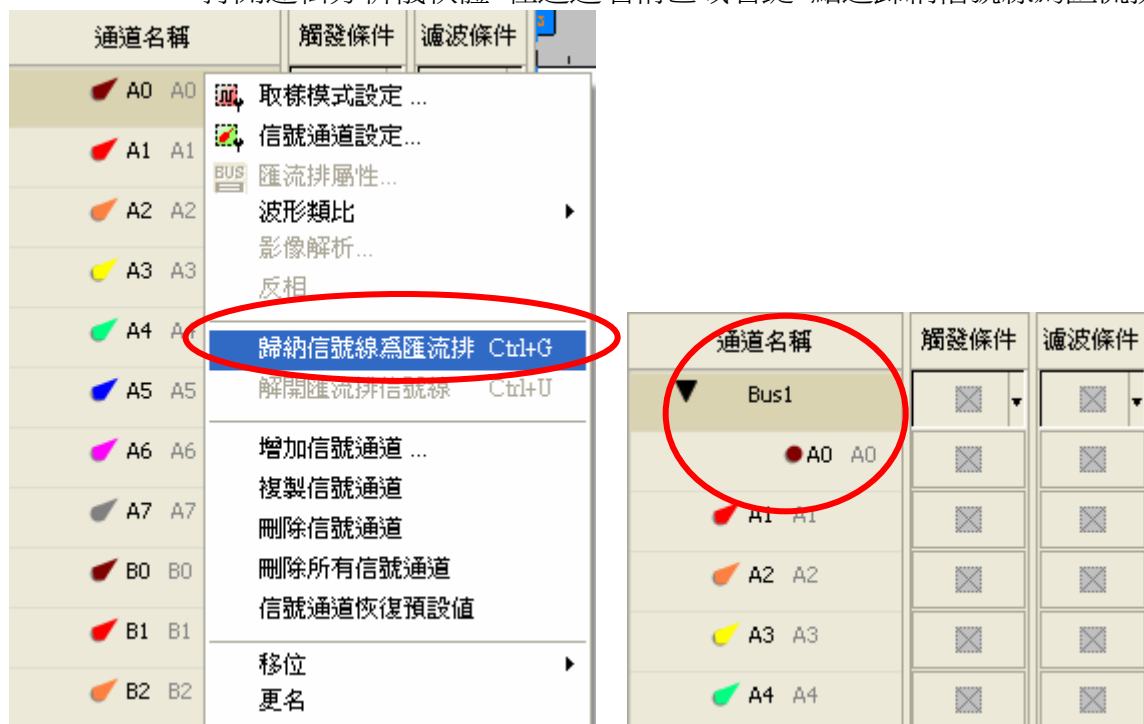 通道名稱 觸發條件 濾波條件
A0 A0
A1 A1
A2 A2
A3 A3
A4
A5 A5
A6 A6
A7 A7
B0 B0
B1 B1
B2 B2
取樣模式設定 ...
信號通道設定...
BUS 匯流排屬性...
波形類比
影像解析...
反相
歸納信號線為匯流排 Ctrl+G
解開匯流排信號線 Ctrl+U
增加信號通道 ...
複製信號通道
刪除信號通道
刪除所有信號通道
信號通道恢復預設值
移位
更名
通道名稱 觸發條件 濾波條件
Bus1
A0 A0
A1 A1
A2 A2
A3 A3
A4 A4